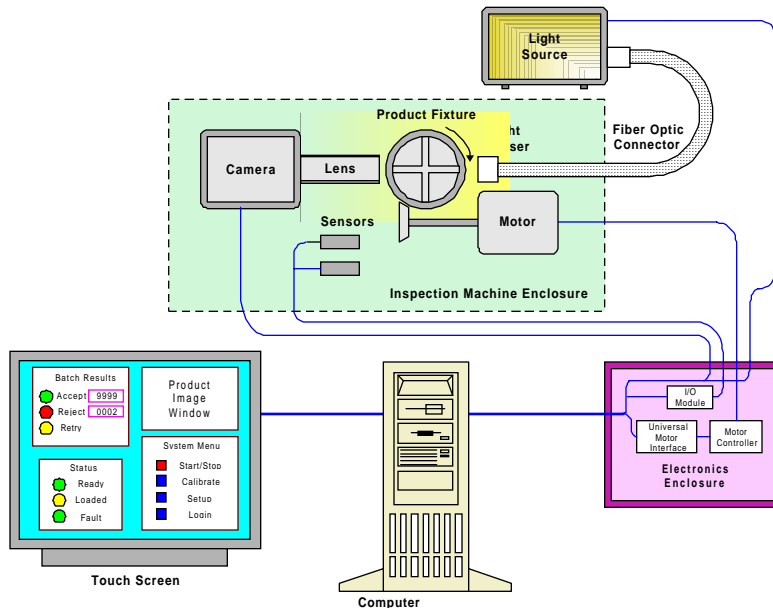 Light
Source
Product Fixture
ht
ser
Fiber Optic
Connector
Camera
Lens
Sensors
Motor
Inspection Machine Enclosure
Batch Results
Accept 9999
Reject 0002
Retry
Product
Image
Window
System Menu
Start/Stop
Calibrate
Setup
Login
Status
Ready
Loaded
Fault
I/O
Module
Universal
Motor
Interface
Motor
Controller
Electronics
Enclosure
Touch Screen
Computer